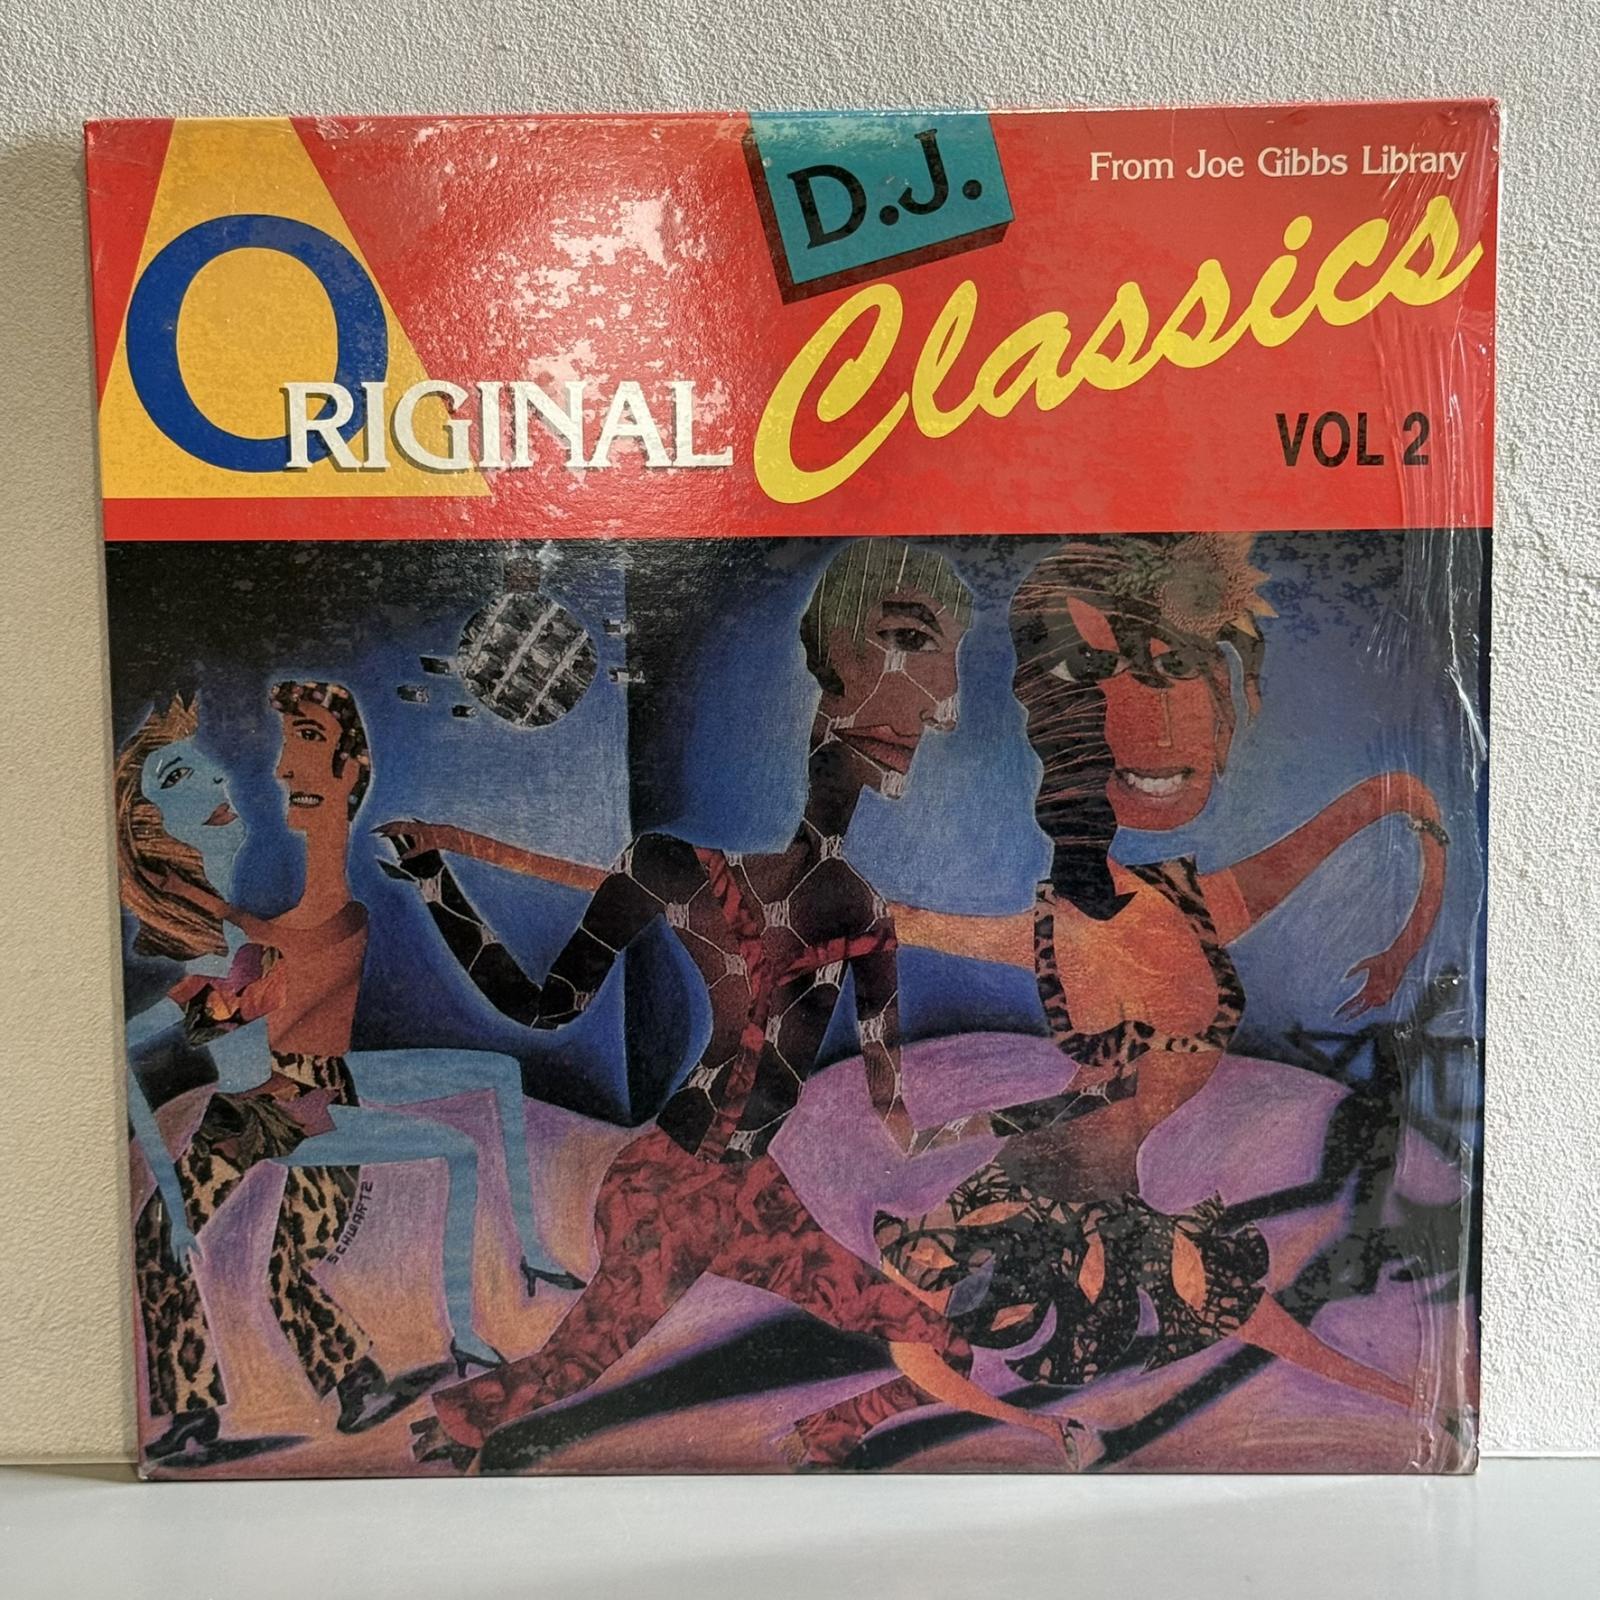 From Joe Gibbs Library
D.J.
ORIGINAL Classics
VOL 2
SCHWARTZ